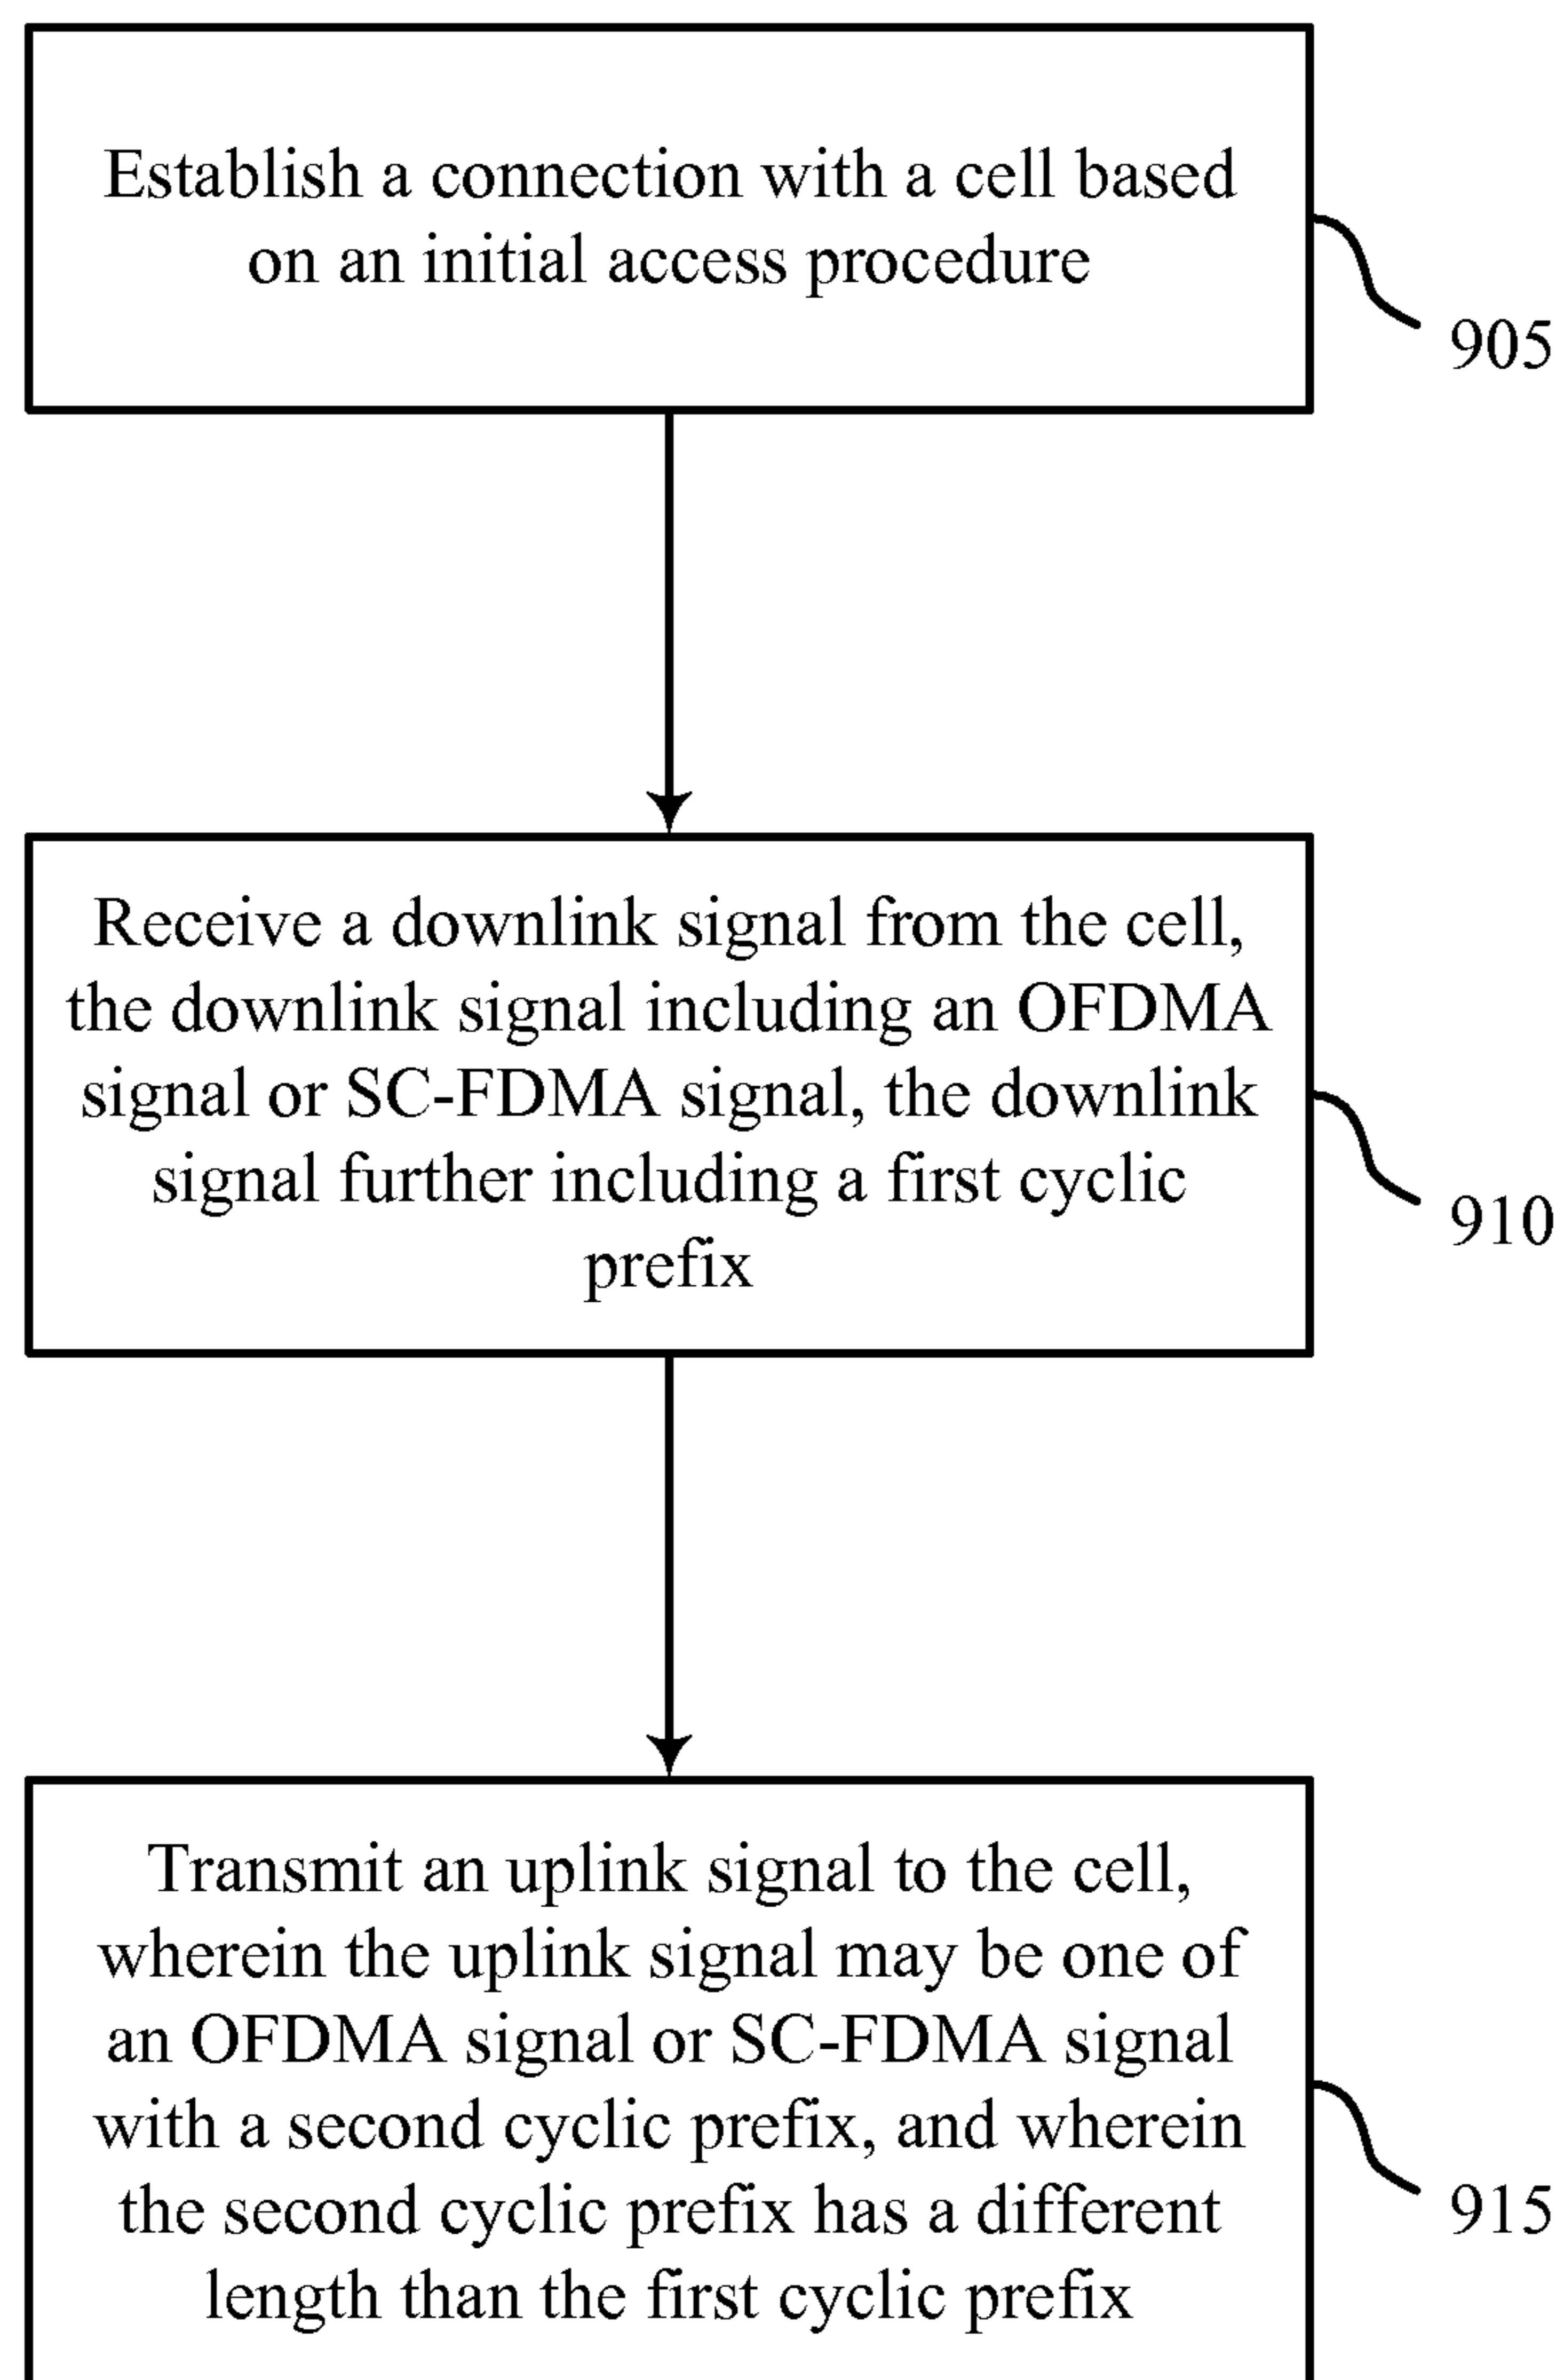 Establish a connection with a cell based
on an initial access procedure
905
Receive a downlink signal from the cell,
the downlink signal including an OFDMA
signal or SC-FDMA signal, the downlink
signal further including a first cyclic
prefix
910
Transmit an uplink signal to the cell,
wherein the uplink signal may be one of
an OFDMA signal or SC-FDMA signal
with a second cyclic prefix, and wherein
the second cyclic prefix has a different
length than the first cyclic prefix
915